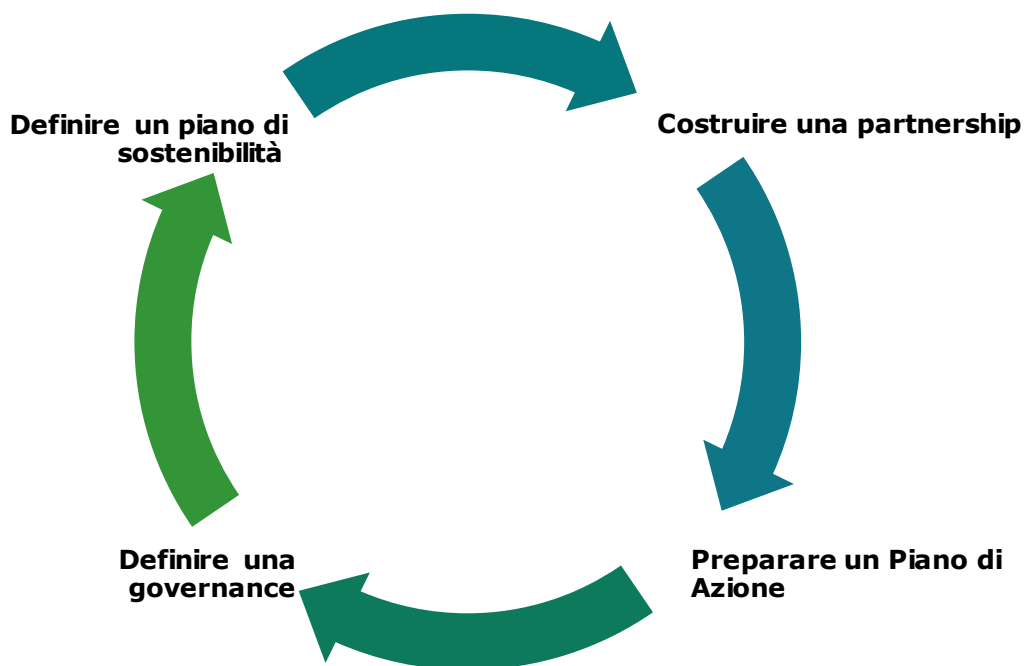 Definire un piano di
sostenibilità
Costruire una partnership
Definire una
governance
Preparare un Piano di
Azione